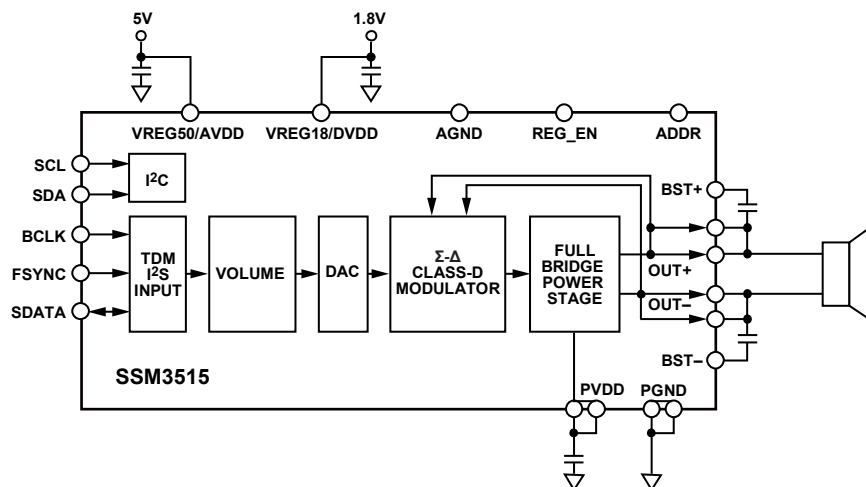 5V
1.8V
VREG50/AVDD
VREG18/DVDD
AGND
REG_EN
ADDR
SCL
SDA
I²C
BCLK
FSYNC
SDATA
TDM
I²S
INPUT
VOLUME
DAC
Σ-Δ
CLASS-D
MODULATOR
FULL
BRIDGE
POWER
STAGE
BST+
OUT+
OUT–
BST–
SSM3515
PVDD
PGND